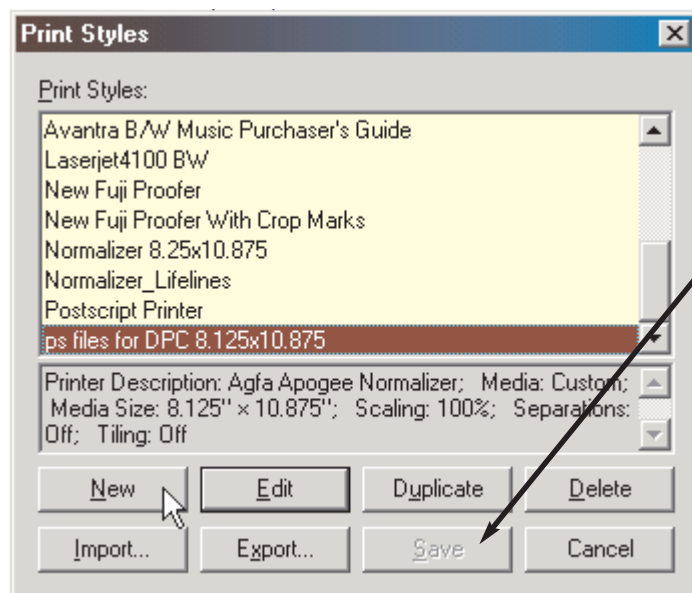 Print Styles
Print Styles:
Avantra B/W Music Purchaser's Guide
Laserjet4100 BW
New Fuji Proofer
New Fuji Proofer With Crop Marks
Normalizer 8.25x10.875
Normalizer_Lifelines
Postscript Printer
ps files for DPC 8.125x10.875
Printer Description: Agfa Apogee Normalizer; Media: Custom;
Media Size: 8.125" × 10.875"; Scaling: 100%; Separations:
Off; Tiling: Off
New Edit Duplicate Delete
Import... Export... Save Cancel